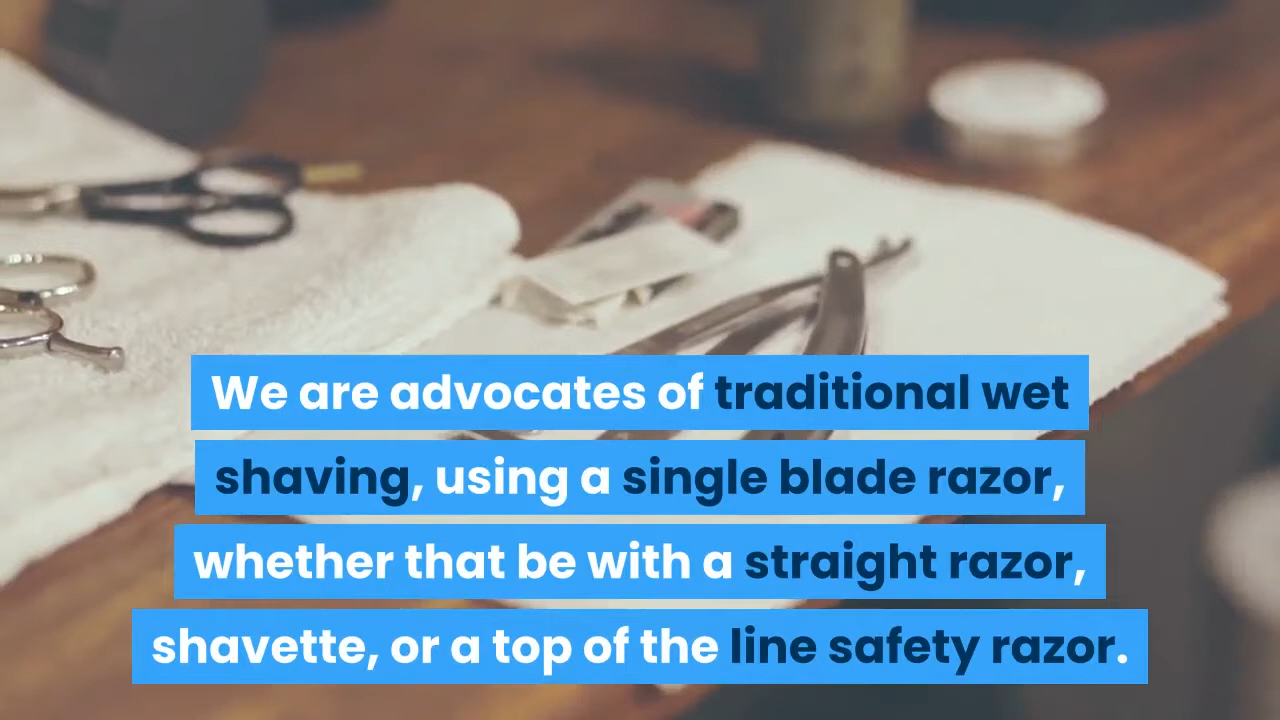 We are advocates of traditional wet
shaving, using a single blade razor,
whether that be with a straight razor,
shavette, or a top of the line safety razor.